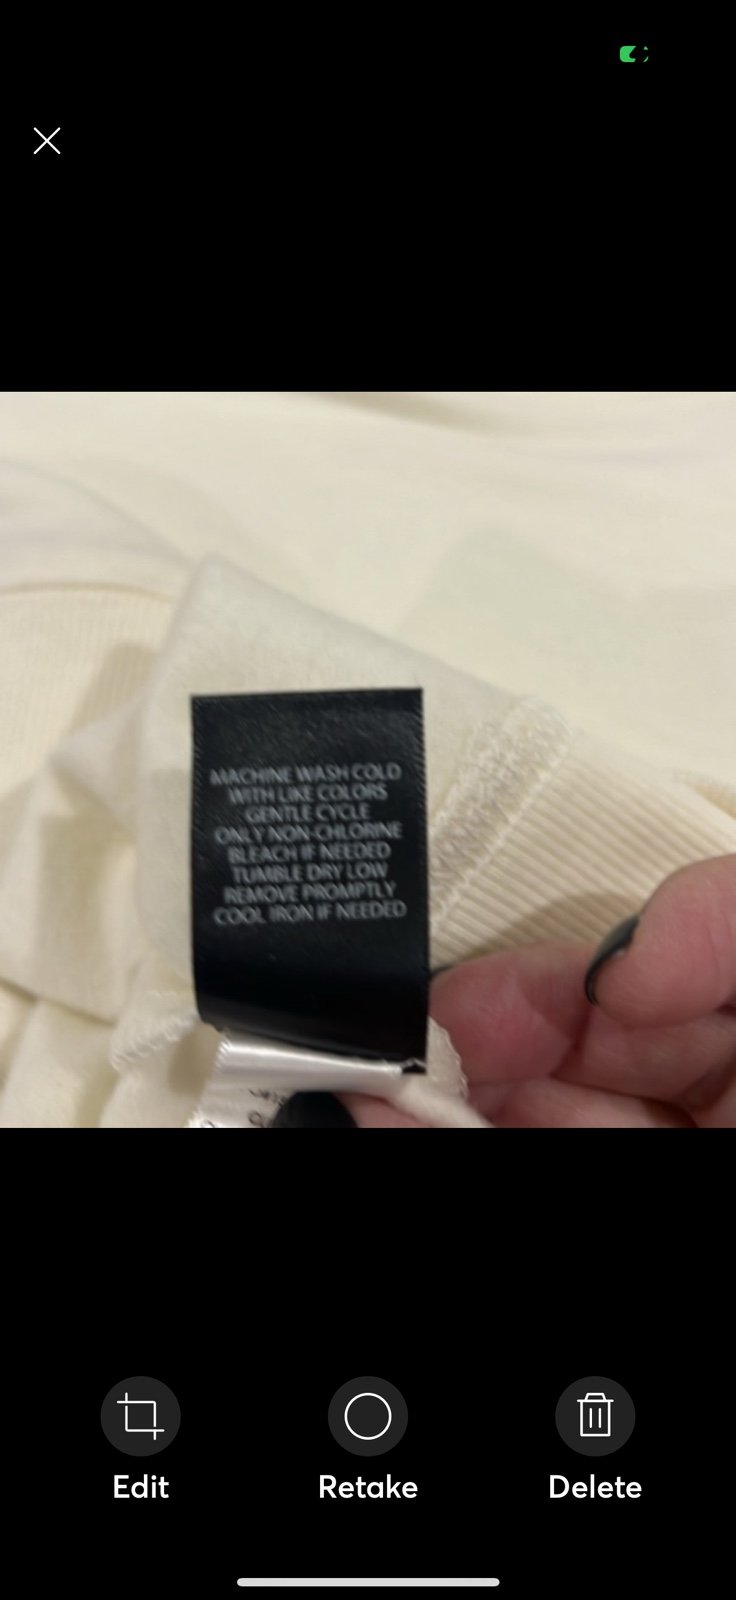 MACHINE WASH COLD
WITH LIKE COLORS
GENTLE CYCLE
ONLY NON-CHLORINE
BLEACH IF NEEDED
TUMBLE DRY LOW
REMOVE PROMPTLY
COOL IRON IF NEEDED
Edit
Retake
Delete